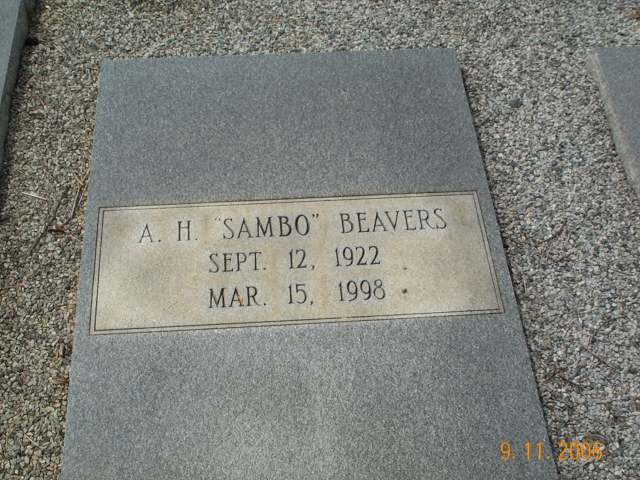 A. H. "SAMBO" BEAVERS
SEPT. 12, 1922
MAR. 15, 1998
9.11.2006